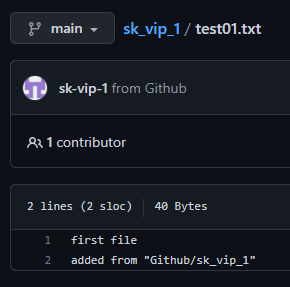 main sk_vip_1 / test01.txt
sk-vip-1 from Github
1 contributor
2 lines (2 sloc) 40 Bytes
1 first file
2 added from "Github/sk_vip_1"